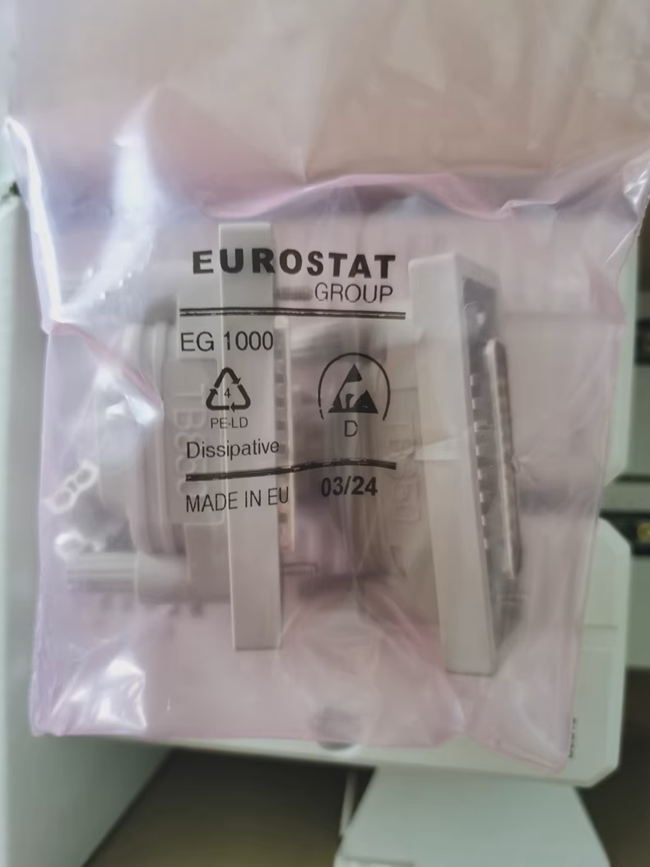 EUROSTAT
GROUP
EG 1000
4
PE-LD
D
Dissipative
MADE IN EU 03/24